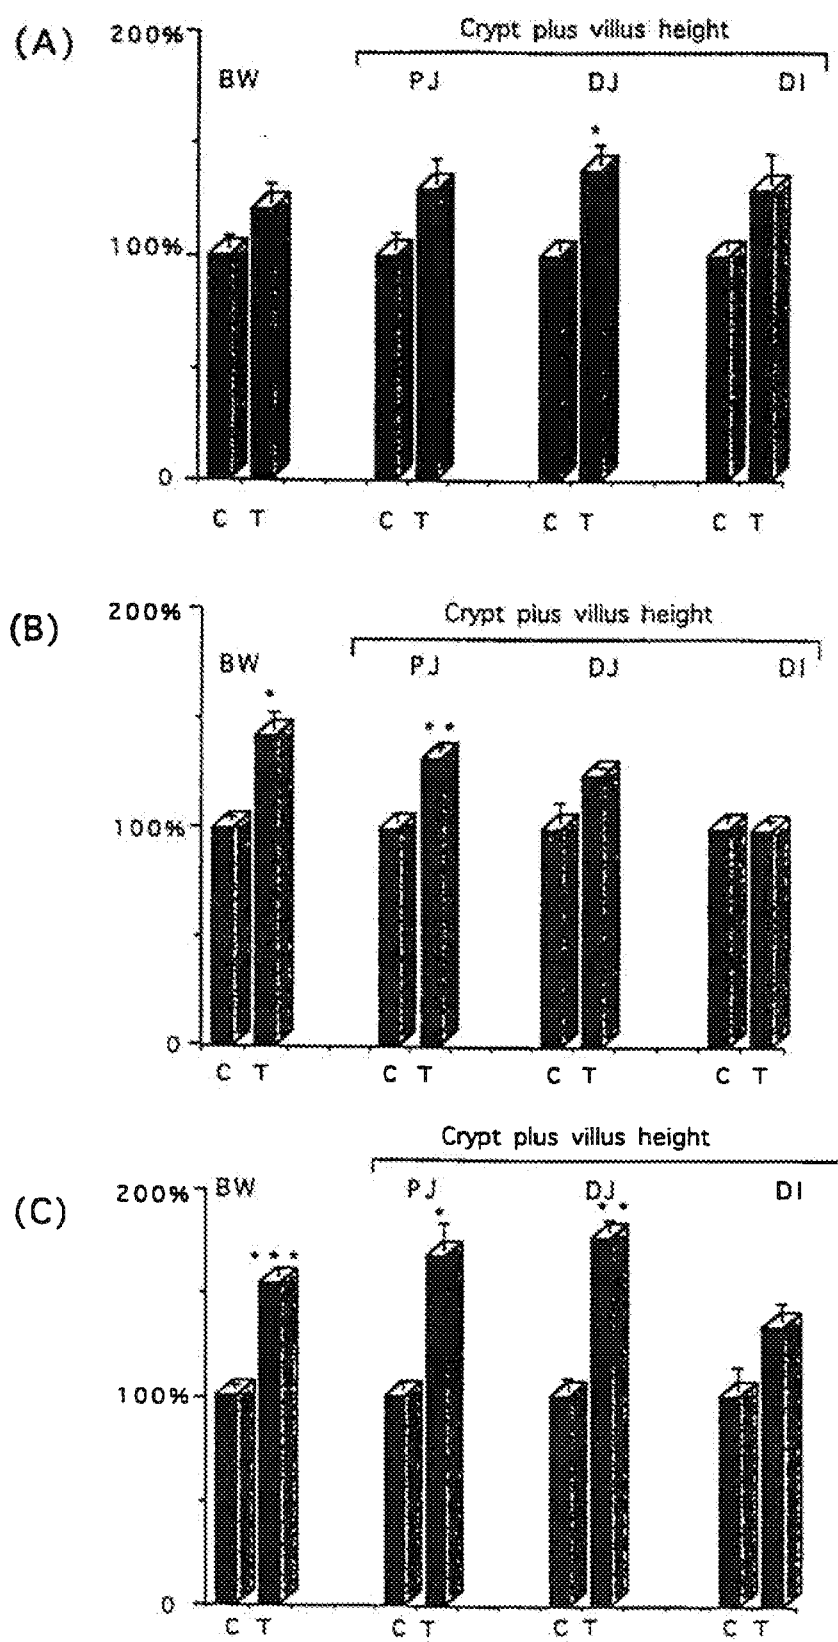 (A)
200%
Crypt plus villus height
BW PJ DJ DI
*
100%
0
C T C T C T C T
(B)
200%
Crypt plus villus height
BW PJ DJ DI
*
* *
100%
0
C T C T C T C T
(C)
Crypt plus villus height
200%
BW PJ DJ DI
* * *
*
* *
100%
0
C T C T C T C T